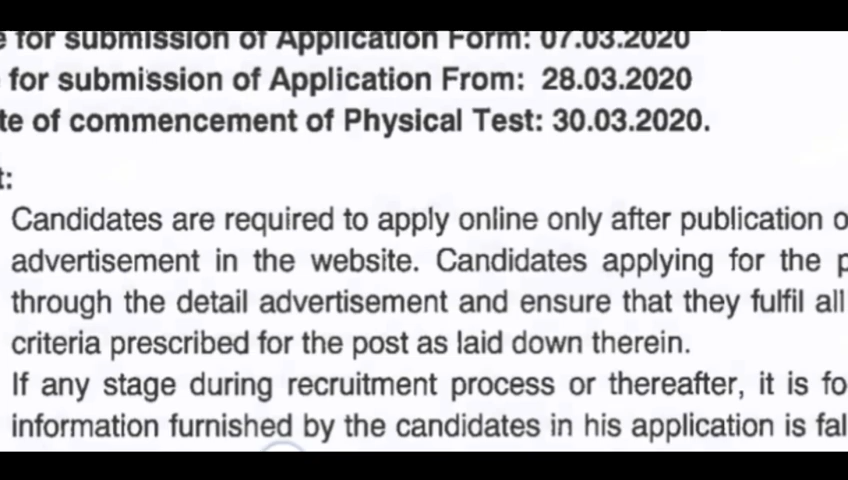 for submission of Application Form: 07.03.2020
for submission of Application From: 28.03.2020
of commencement of Physical Test: 30.03.2020.
Candidates are required to apply online only after publication
advertisement in the website. Candidates applying for the
through the detail advertisement and ensure that they fulfil all
criteria prescribed for the post as laid down therein.
If any stage during recruitment process or thereafter, it is
information furnished by the candidates in his application is